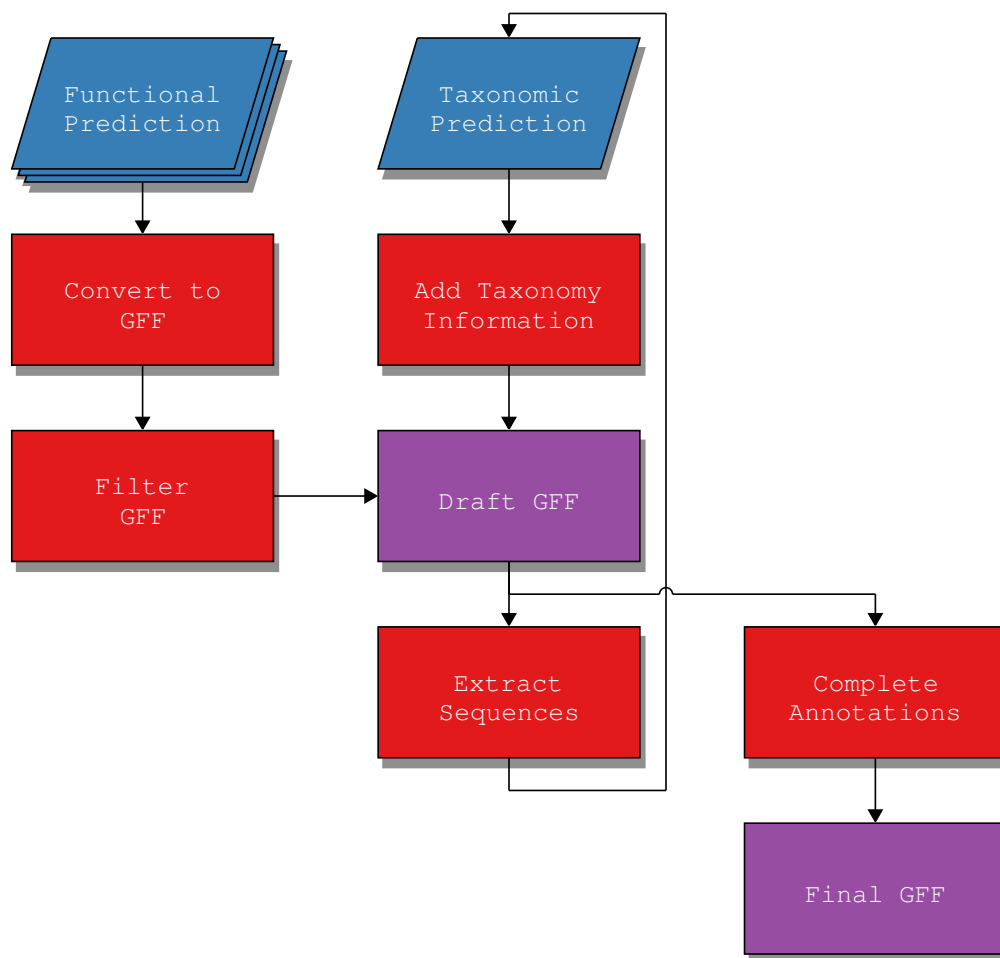 Functional
Prediction
Taxonomic
Prediction
Convert to
GFF
Add Taxonomy
Information
Filter
GFF
Draft GFF
Extract
Sequences
Complete
Annotations
Final GFF